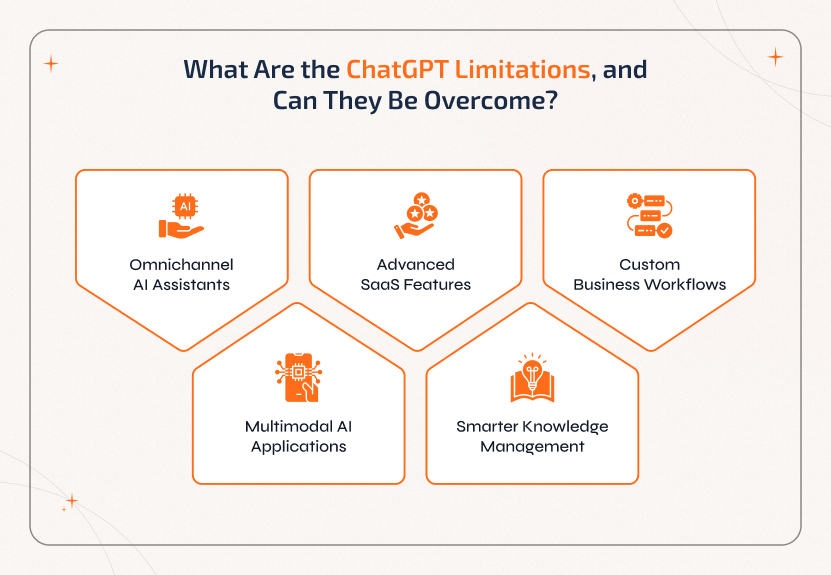 What Are the ChatGPT Limitations, and
Can They Be Overcome?
AI
Omnichannel
AI Assistants
Advanced
SaaS Features
Custom
Business Workflows
Multimodal AI
Applications
Smarter Knowledge
Management